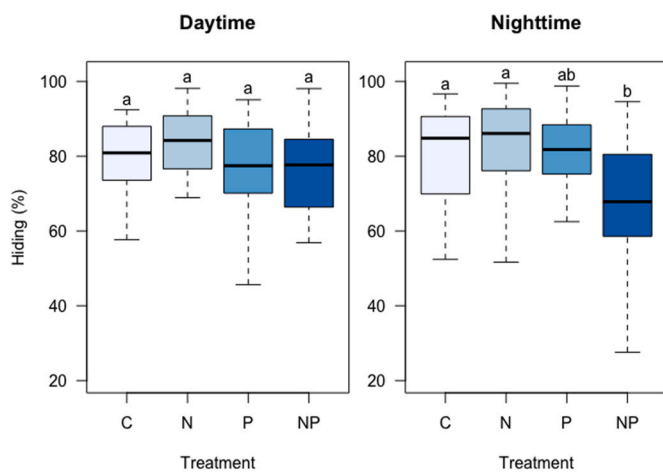 Daytime
Nighttime
Hiding (%)
100
80
60
40
20
a
a
a
a
C
N
P
NP
Treatment
100
80
60
40
20
a
a
ab
b
C
N
P
NP
Treatment